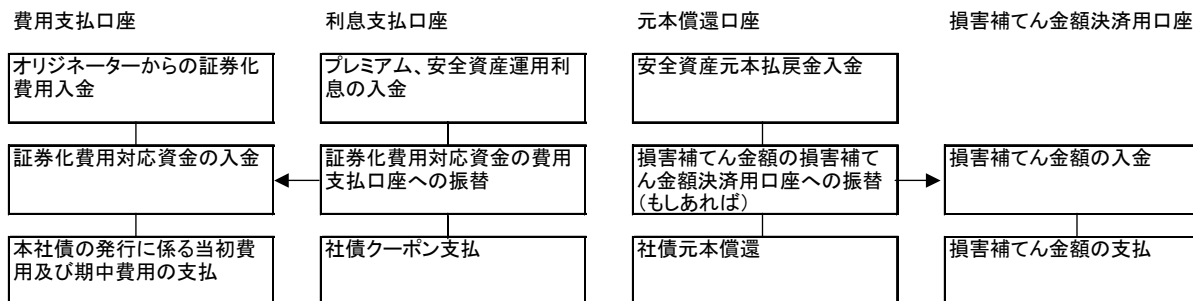 費用支払口座
利息支払口座
元本償還口座
損害補てん金額決済用口座
オリジネーターからの証券化
費用入金
プレミアム、安全資産運用利
息の入金
安全資産元本払戻金入金
証券化費用対応資金の入金
証券化費用対応資金の費用
支払口座への振替
損害補てん金額の損害補て
ん金額決済用口座への振替
(もしあれば)
損害補てん金額の入金
本社債の発行に係る当初費
用及び期中費用の支払
社債クーポン支払
社債元本償還
損害補てん金額の支払